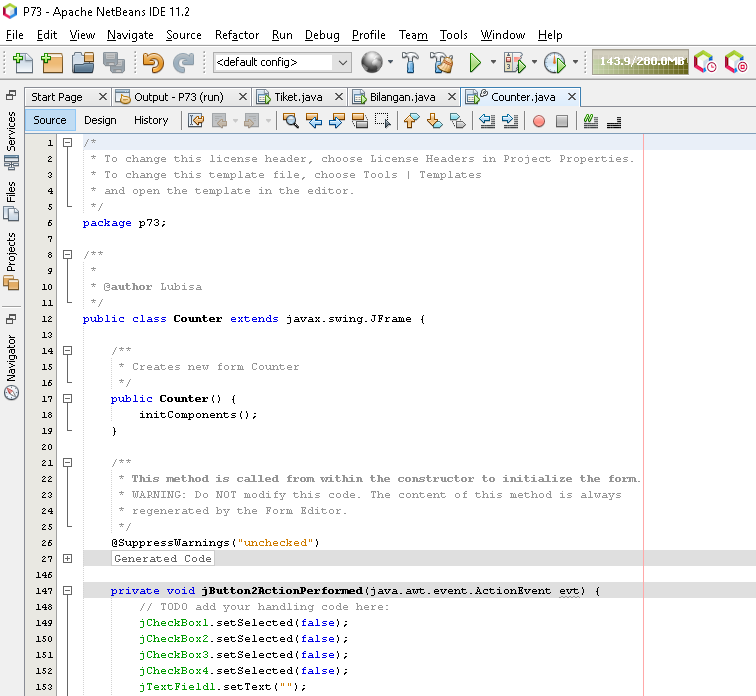 P73 - Apache NetBeans IDE 11.2
File Edit View Navigate Source Refactor Run Debug Profile Team Tools Window Help
<default config> 143.9/280.0MB
Start Page Output - P73 (run) Tiket.java Bilangan.java Counter.java
Source Design History
Services
Files
Projects
Navigator
1 /*
2 * To change this license header, choose License Headers in Project Properties.
3 * To change this template file, choose Tools | Templates
4 * and open the template in the editor.
5 */
6 package p73;
7
8 /**
9 *
10 * @author Lubisa
11 */
12 public class Counter extends javax.swing.JFrame {
13
14 /**
15 * Creates new form Counter
16 */
17 public Counter() {
18 initComponents();
19 }
20
21 /**
22 * This method is called from within the constructor to initialize the form.
23 * WARNING: Do NOT modify this code. The content of this method is always
24 * regenerated by the Form Editor.
25 */
26 @SuppressWarnings("unchecked")
27 Generated Code
146
147 private void jButton2ActionPerformed(java.awt.event.ActionEvent evt) {
148 // TODO add your handling code here:
149 jCheckBox1.setSelected(false);
150 jCheckBox2.setSelected(false);
151 jCheckBox3.setSelected(false);
152 jCheckBox4.setSelected(false);
153 jTextField1.setText("");